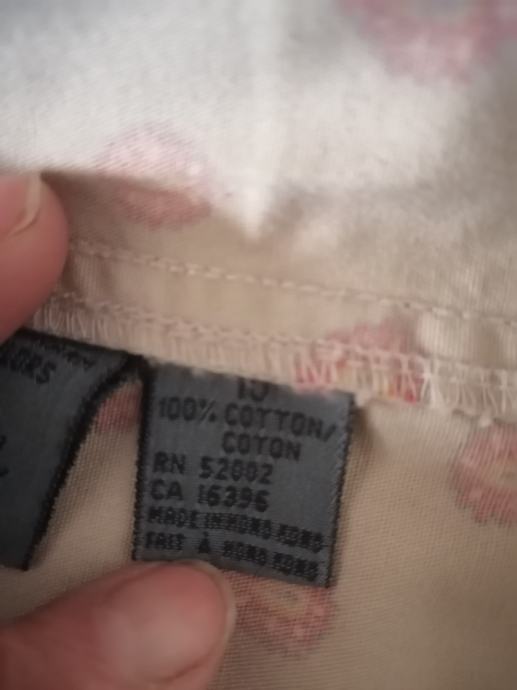 100% COTTON/
COTON
RN 52002
CA 16396
MADE IN HONG KONG
FAIT À HONG KONG